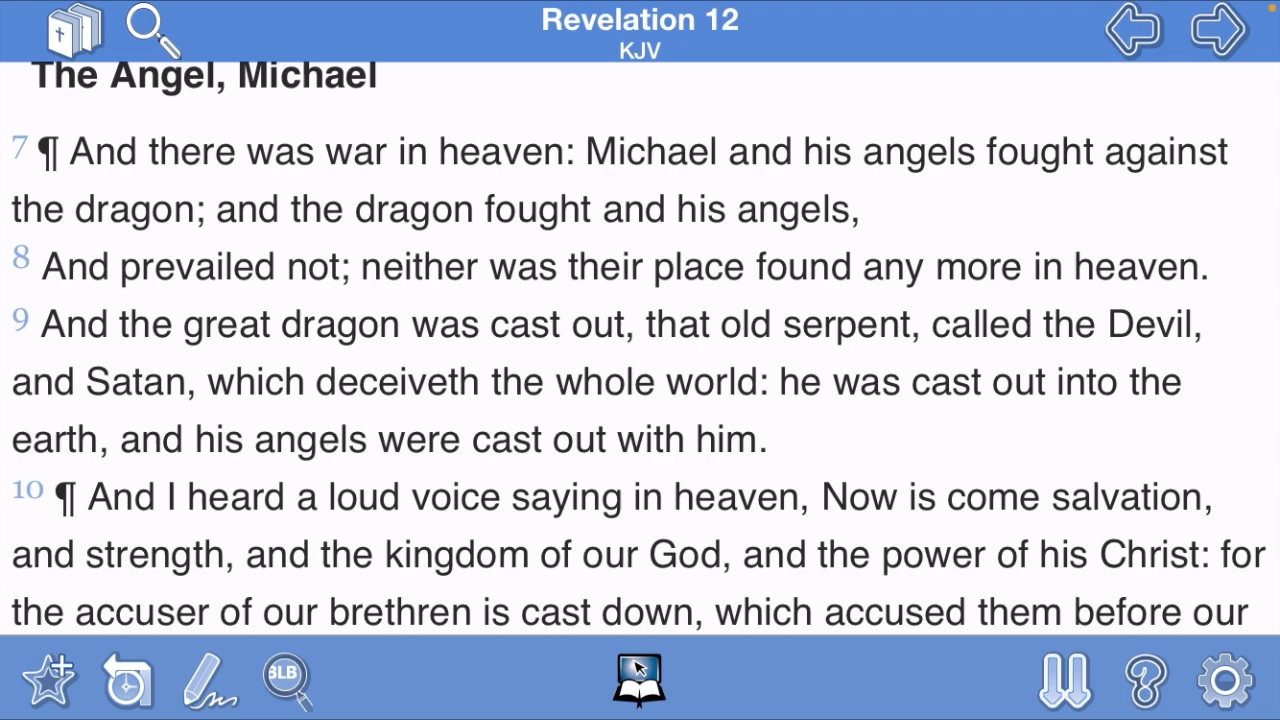 Revelation 12
KJV
The Angel, Michael
7 ¶ And there was war in heaven: Michael and his angels fought against
the dragon; and the dragon fought and his angels,
8 And prevailed not; neither was their place found any more in heaven.
9 And the great dragon was cast out, that old serpent, called the Devil,
and Satan, which deceiveth the whole world: he was cast out into the
earth, and his angels were cast out with him.
10 ¶ And I heard a loud voice saying in heaven, Now is come salvation,
and strength, and the kingdom of our God, and the power of his Christ: for
the accuser of our brethren is cast down, which accused them before our
BLB